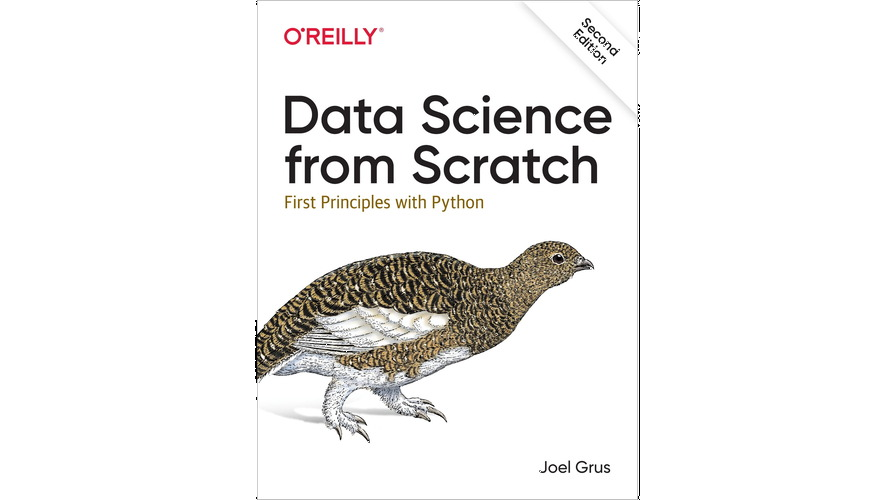 O'REILLY®
Second
Edition
Data Science
from Scratch
First Principles with Python
Joel Grus